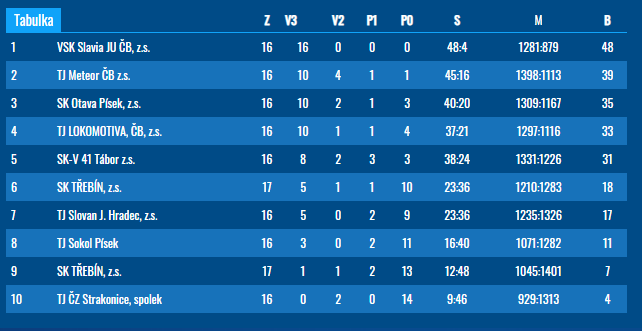 Tabulka Z V3 V2 P1 P0 S M B
1 VSK Slavia JU ČB, z.s. 16 16 0 0 0 48:4 1281:879 48
2 TJ Meteor ČB z.s. 16 10 4 1 1 45:16 1398:1113 39
3 SK Otava Písek, z.s. 16 10 2 1 3 40:20 1309:1167 35
4 TJ LOKOMOTIVA, ČB, z.s. 16 10 1 1 4 37:21 1297:1116 33
5 SK-V 41 Tábor z.s. 16 8 2 3 3 38:24 1331:1226 31
6 SK TŘEBÍN, z.s. 17 5 1 1 10 23:36 1210:1283 18
7 TJ Slovan J. Hradec, z.s. 16 5 0 2 9 23:36 1235:1326 17
8 TJ Sokol Písek 16 3 0 2 11 16:40 1071:1282 11
9 SK TŘEBÍN, z.s. 17 1 1 2 13 12:48 1045:1401 7
10 TJ ČZ Strakonice, spolek 16 0 2 0 14 9:46 929:1313 4